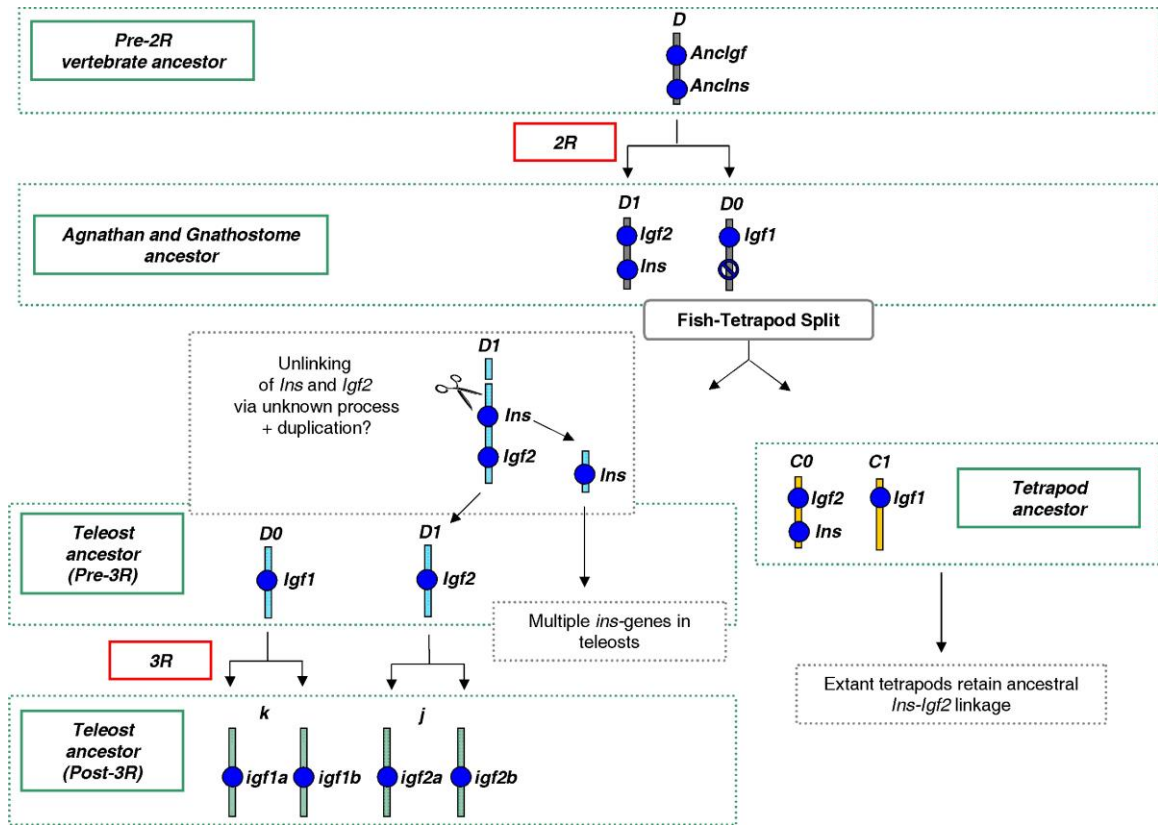 D
Pre-2R
vertebrate ancestor
AncIgf
AncIns
2R
D1
D0
Agnathan and Gnathostome
ancestor
Igf2
Igf1
Ins
Fish-Tetrapod Split
D1
Unlinking
of Ins and Igf2
via unknown process
+ duplication?
Ins
Igf2
Ins
C0
C1
Igf2
Igf1
Ins
Tetrapod
ancestor
Teleost
ancestor
(Pre-3R)
D0
D1
Igf1
Igf2
Multiple ins-genes in
teleosts
3R
Extant tetrapods retain ancestral
Ins-Igf2 linkage
Teleost
ancestor
(Post-3R)
k
j
igf1a
igf1b
igf2a
igf2b